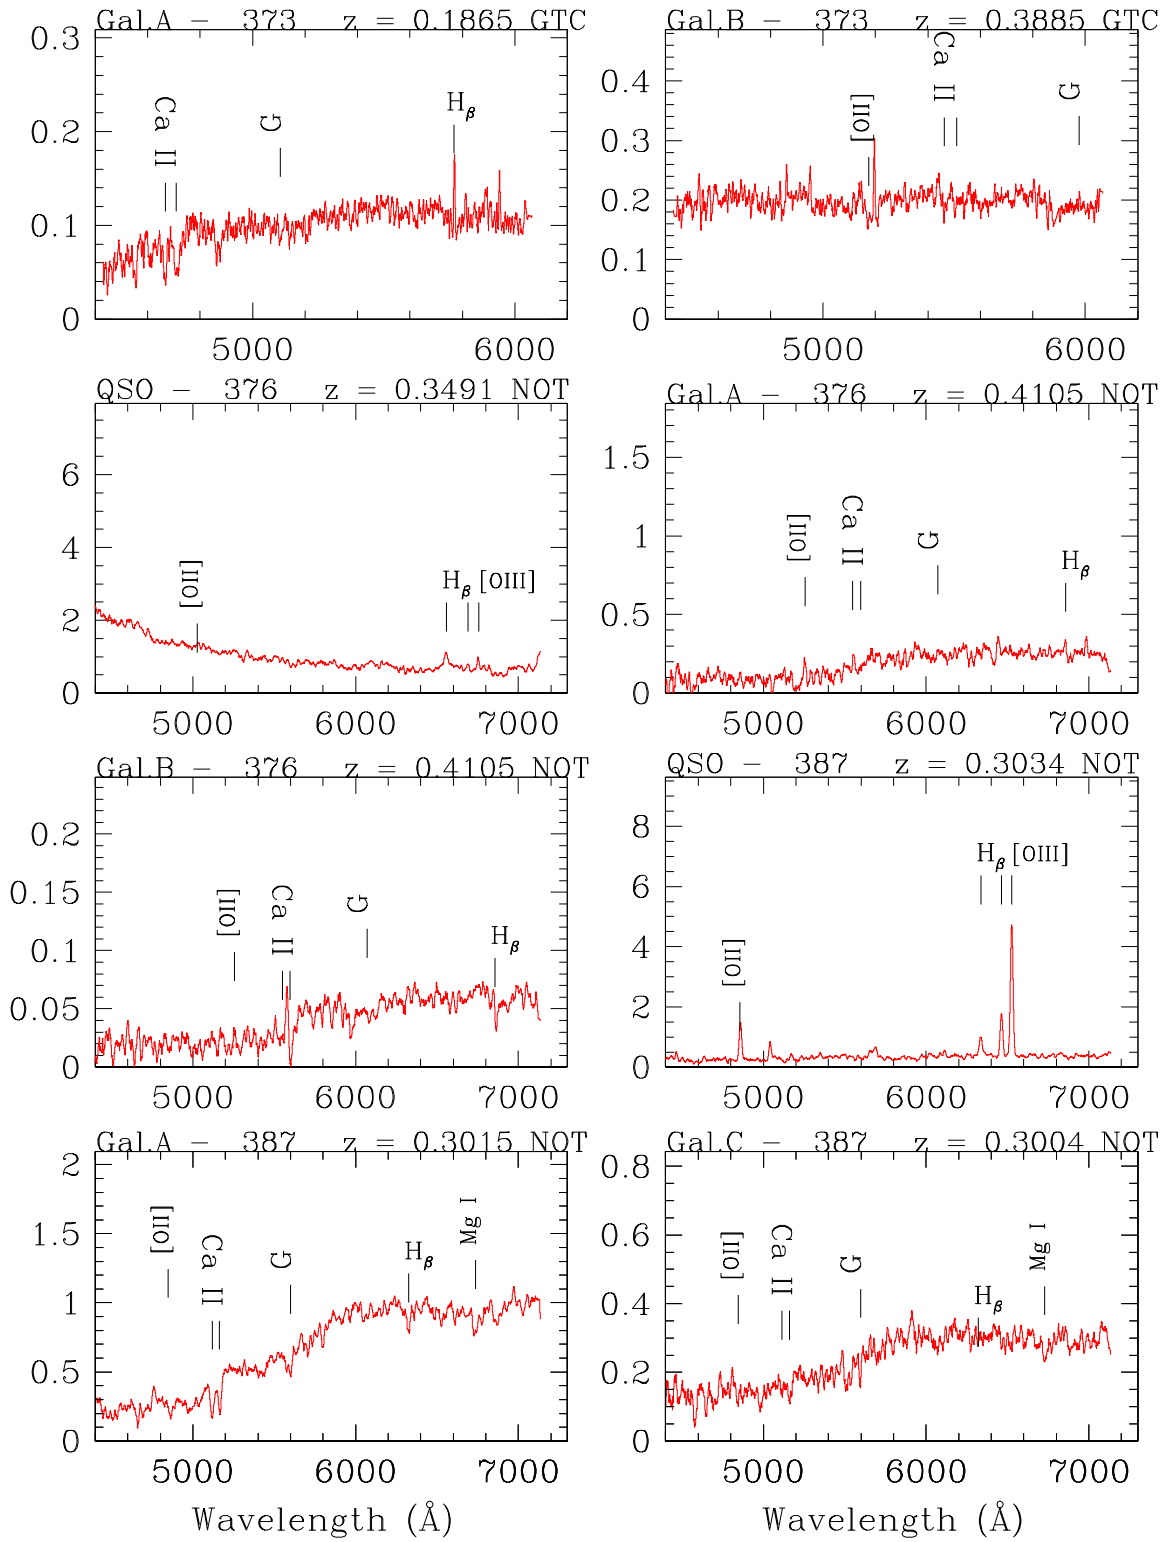 Gal.A - 373 z = 0.1865 GTC
0.3
0.2
0.1
0
Ca II
G
Hβ
5000 6000
Gal.B - 373 z = 0.3885 GTC
0.4
0.3
0.2
0.1
0
[OII]
Ca II
G
5000 6000
QSO - 376 z = 0.3491 NOT
6
4
2
0
[OII]
Hβ [OIII]
5000 6000 7000
Gal.A - 376 z = 0.4105 NOT
1.5
1
0.5
0
[OII]
Ca II
G
Hβ
5000 6000 7000
Gal.B - 376 z = 0.4105 NOT
0.2
0.15
0.1
0.05
0
[OII]
Ca II
G
Hβ
5000 6000 7000
QSO - 387 z = 0.3034 NOT
8
6
4
2
0
[OII]
Hβ [OIII]
5000 6000 7000
Gal.A - 387 z = 0.3015 NOT
2
1.5
1
0.5
0
[OII]
Ca II
G
Hβ
Mg I
5000 6000 7000
Wavelength (Å)
Gal.C - 387 z = 0.3004 NOT
0.8
0.6
0.4
0.2
0
[OII]
Ca II
G
Hβ
Mg I
5000 6000 7000
Wavelength (Å)